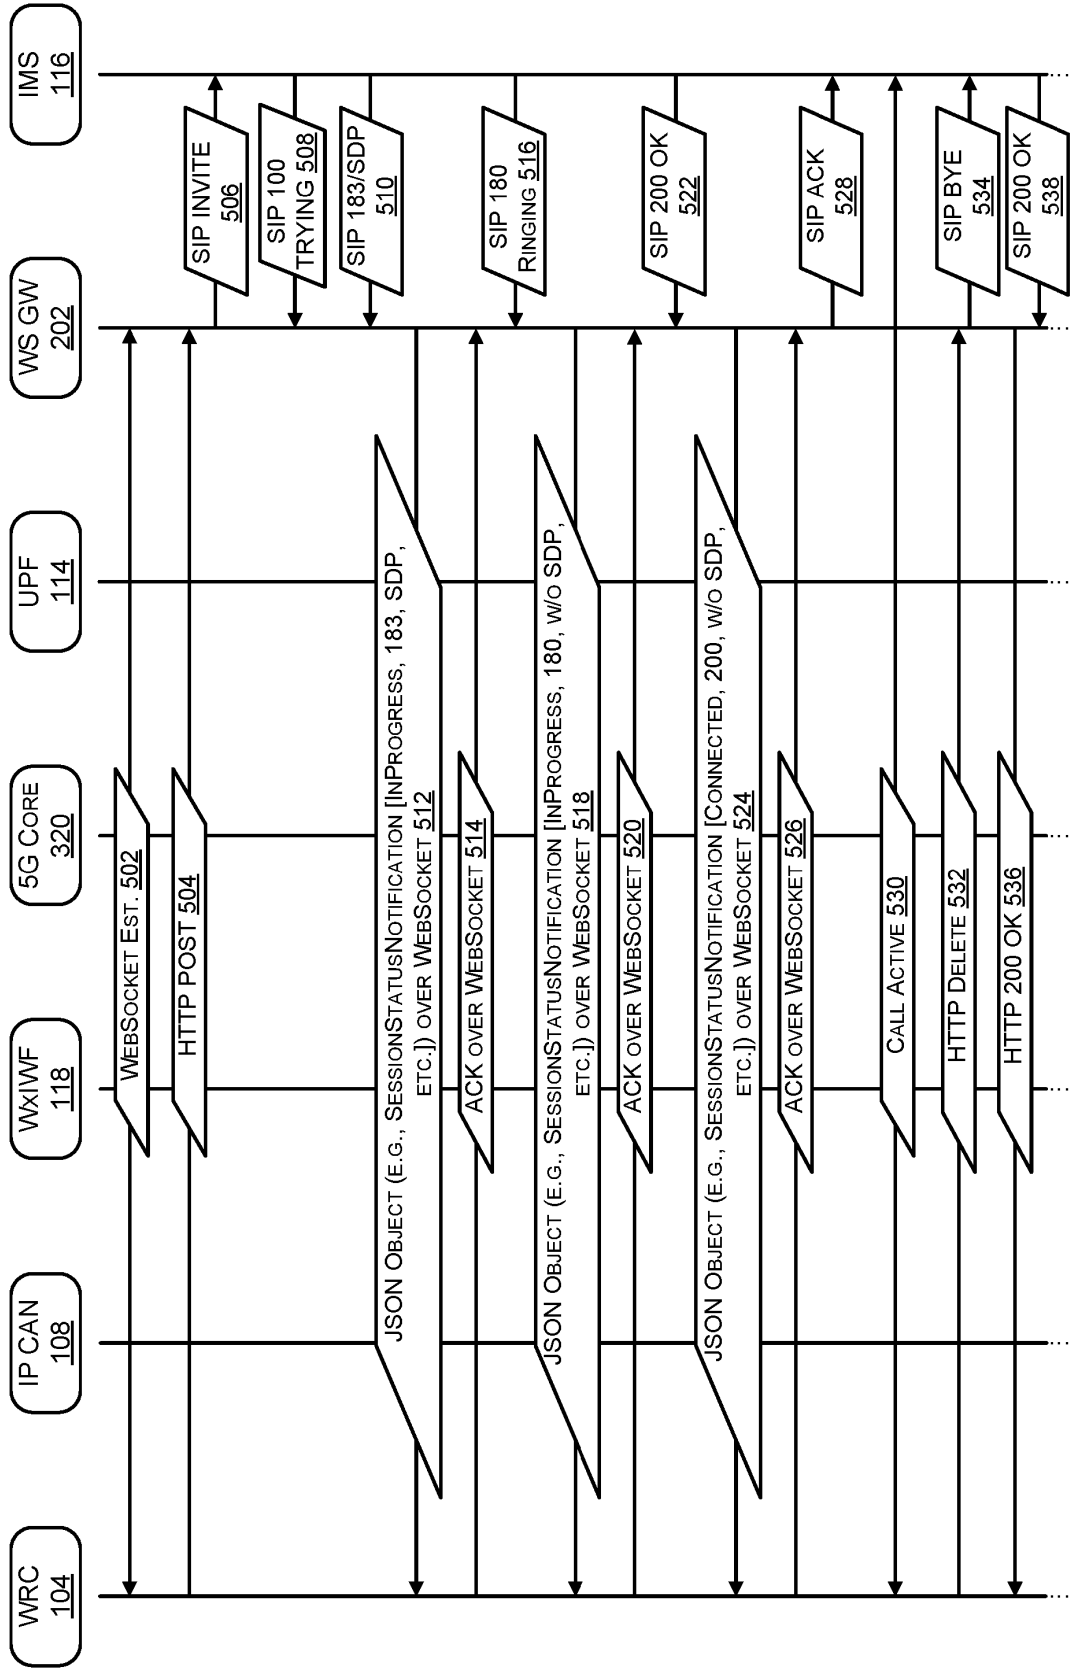 WRC
104
IP CAN
108
WxIWF
118
5G CORE
320
UPF
114
WS GW
202
IMS
116
WEBSOCKET EST. 502
HTTP POST 504
SIP INVITE
506
SIP 100
TRYING 508
SIP 183/SDP
510
JSON OBJECT (E.G., SESSIONSTATUSNOTIFICATION [INPROGRESS, 183, SDP,
ETC.]) OVER WEBSOCKET 512
ACK OVER WEBSOCKET 514
SIP 180
RINGING 516
JSON OBJECT (E.G., SESSIONSTATUSNOTIFICATION [INPROGRESS, 180, W/O SDP,
ETC.]) OVER WEBSOCKET 518
ACK OVER WEBSOCKET 520
SIP 200 OK
522
JSON OBJECT (E.G., SESSIONSTATUSNOTIFICATION [CONNECTED, 200, W/O SDP,
ETC.]) OVER WEBSOCKET 524
ACK OVER WEBSOCKET 526
SIP ACK
528
CALL ACTIVE 530
HTTP DELETE 532
SIP BYE
534
HTTP 200 OK 536
SIP 200 OK
538